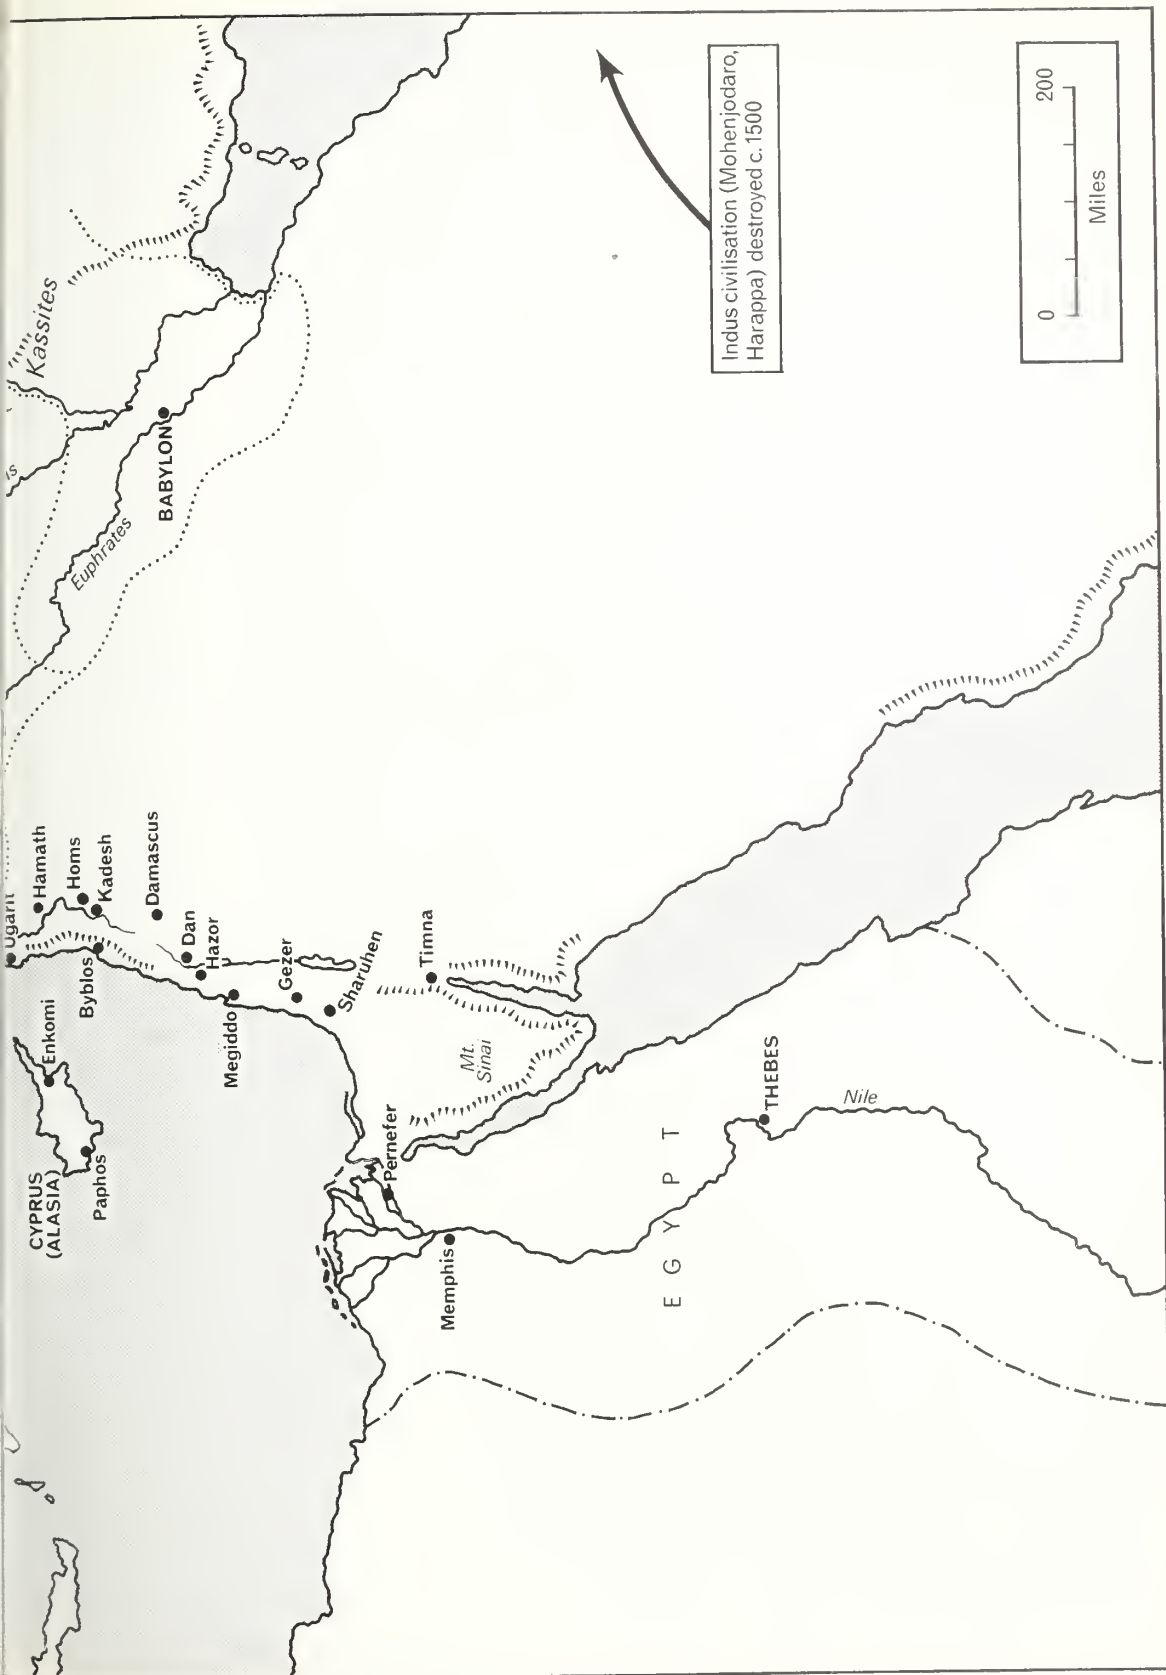 Ugarit
Hamath
Homs
Kadesh
Byblos
Damascus
Dan
Hazor
Megiddo
Gezer
Sharuhen
Timna
Enkomi
CYPRUS
(ALASIA)
Paphos
Mt.
Sinai
Pernefer
Memphis
EGYPT
THEBES
Nile
Kassites
BABYLON
Euphrates
Indus civilisation (Mohenjodaro,
Harappa) destroyed c. 1500
0 200
Miles